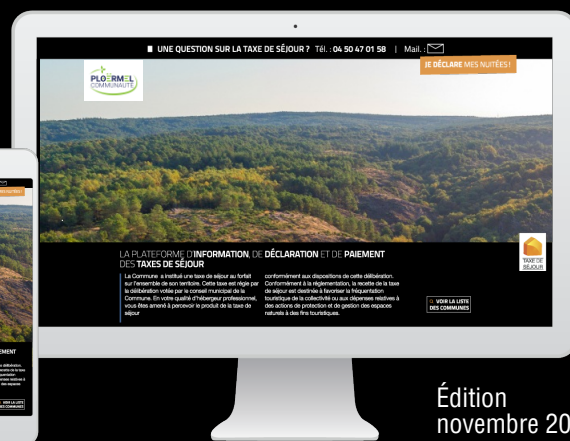 UNE QUESTION SUR LA TAXE DE SÉJOUR ? Tél. : 04 50 47 01 58 | Mail. :
JE DÉCLARE MES NUITÉES !
PLOËRMEL
COMMUNAUTÉ
LA PLATEFORME D'INFORMATION, DE DÉCLARATION ET DE PAIEMENT
DES TAXES DE SÉJOUR
La Commune a institué une taxe de séjour au forfait
sur l'ensemble de son territoire. Cette taxe est régie par
la délibération votée par le conseil municipal de la
Commune. En votre qualité d'hébergeur professionnel,
vous êtes amené à percevoir le produit de la taxe de
séjour
conformément aux dispositions de cette délibération.
Conformément à la réglementation, la recette de la taxe
de séjour est destinée à favoriser la fréquentation
touristique de la collectivité ou aux dépenses relatives à
des actions de protection et de gestion des espaces
naturels à des fins touristiques.
TAXE DE
SÉJOUR
VOIR LA LISTE
DES COMMUNES
EMENT
VOIR LA LISTE
DES COMMUNES
Édition
novembre 20